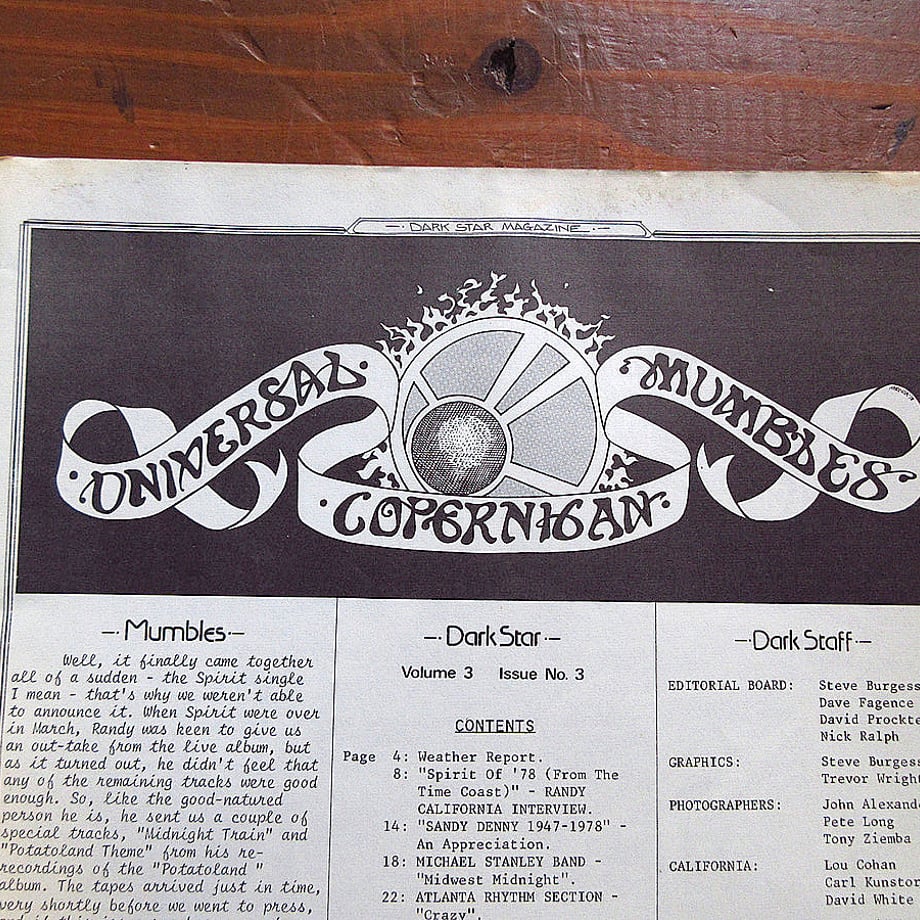 —· DARK STAR MAGAZINE ·—
UNIVERSAL
COPERNICAN
MUMBLES
—· Mumbles ·—
Well, it finally came together
all of a sudden - the Spirit single
I mean - that's why we weren't able
to announce it. When Spirit were over
in March, Randy was keen to give us
an out-take from the live album, but
as it turned out, he didn't feel that
any of the remaining tracks were good
enough. So, like the good-natured
person he is, he sent us a couple of
special tracks, "Midnight Train" and
"Potatoland Theme" from his re-
recordings of the "Potatoland "
album. The tapes arrived just in time,
very shortly before we went to press,
—· Dark Star ·—
Volume 3 Issue No. 3
CONTENTS
Page 4: Weather Report.
8: "Spirit Of '78 (From The
Time Coast)" - RANDY
CALIFORNIA INTERVIEW.
14: "SANDY DENNY 1947-1978" -
An Appreciation.
18: MICHAEL STANLEY BAND -
"Midwest Midnight".
22: ATLANTA RHYTHM SECTION -
"Crazy".
—· Dark Staff ·—
EDITORIAL BOARD: Steve Burgess
Dave Fagence
David Prockte
Nick Ralph
GRAPHICS: Steve Burgess
Trevor Wrigh
PHOTOGRAPHERS: John Alexand
Pete Long
Tony Ziemba
CALIFORNIA: Lou Cohan
Carl Kunstor
David White